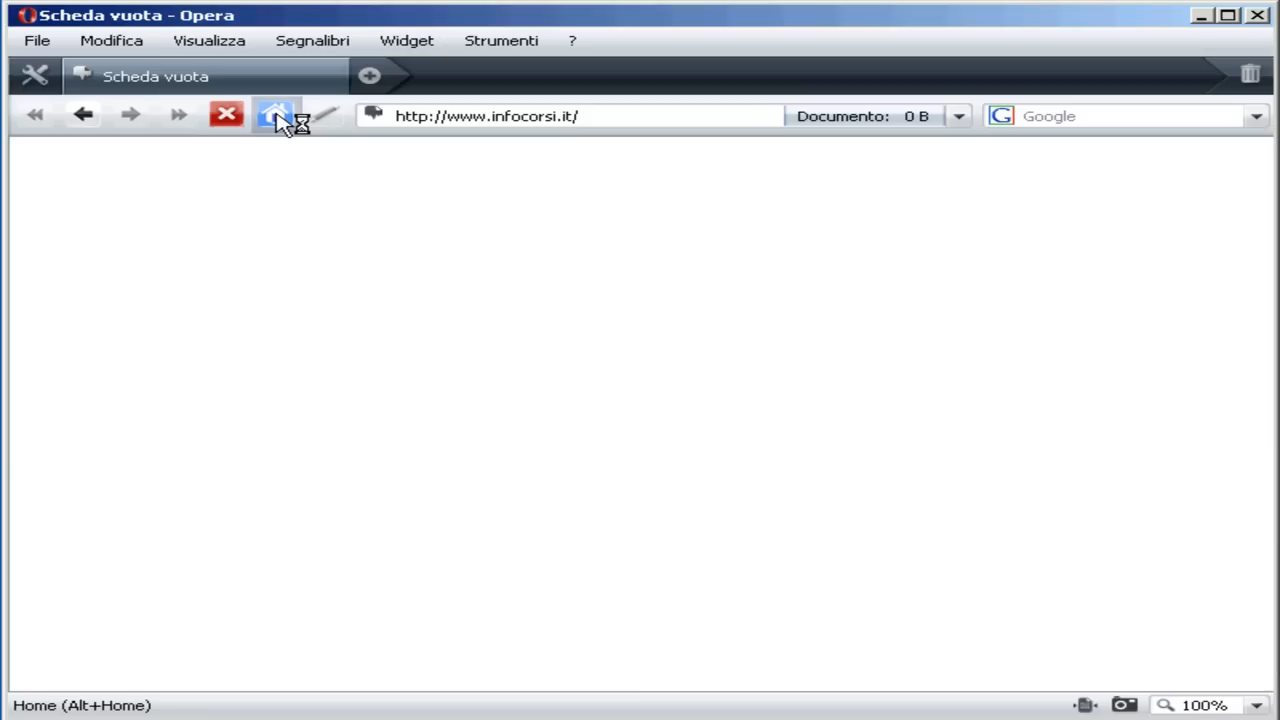 Scheda vuota - Opera
File Modifica Visualizza Segnalibri Widget Strumenti ?
Scheda vuota
http://www.infocorsi.it/ Documento: 0 B Google
Home (Alt+Home) 100%